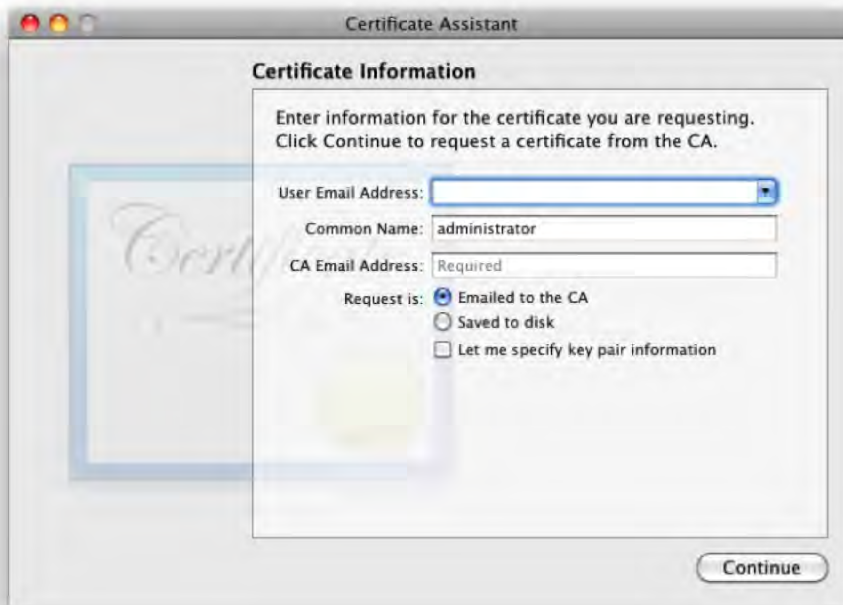 Certificate Assistant
Certificate Information
Enter information for the certificate you are requesting.
Click Continue to request a certificate from the CA.
User Email Address:
Common Name: administrator
CA Email Address: Required
Request is: Emailed to the CA
Saved to disk
Let me specify key pair information
Continue